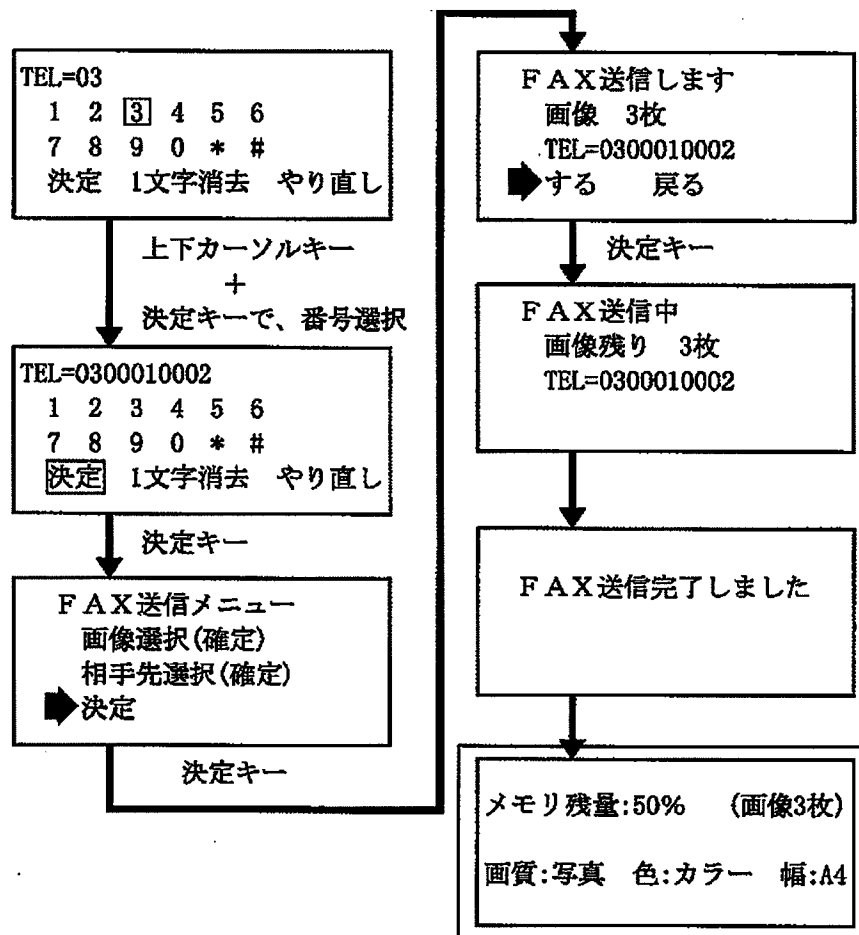 TEL=03
1 2 3 4 5 6
7 8 9 0 * #
決定 1文字消去 やり直し
上下カーソルキー
+
決定キーで、番号選択
TEL=0300010002
1 2 3 4 5 6
7 8 9 0 * #
決定 1文字消去 やり直し
決定キー
FAX送信メニュー
画像選択(確定)
相手先選択(確定)
決定
決定キー
FAX送信します
画像 3枚
TEL=0300010002
する 戻る
決定キー
FAX送信中
画像残り 3枚
TEL=0300010002
FAX送信完了しました
メモリ残量:50% (画像3枚)
画質:写真 色:カラー 幅:A4